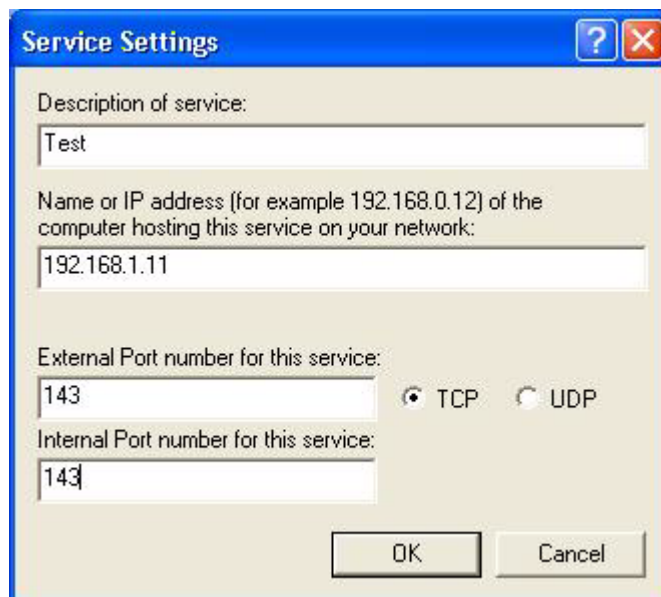 Service Settings
?
Description of service:
Test
Name or IP address (for example 192.168.0.12) of the
computer hosting this service on your network:
192.168.1.11
External Port number for this service:
143 TCP UDP
Internal Port number for this service:
143
OK Cancel